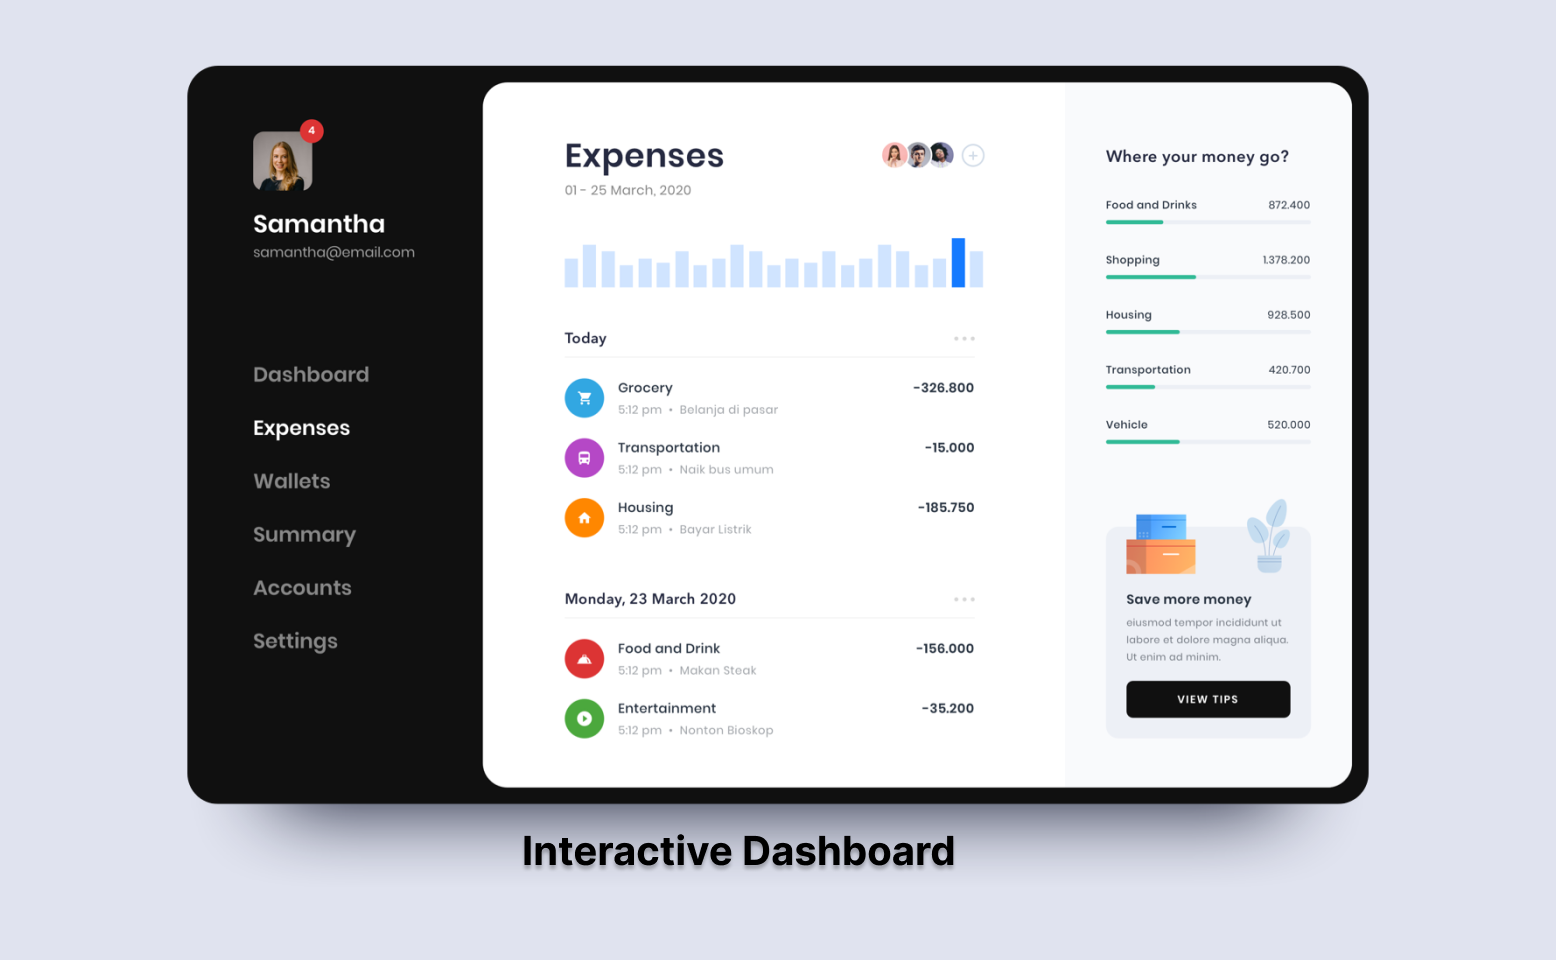 4
Samantha
samantha@email.com
Dashboard
Expenses
Wallets
Summary
Accounts
Settings
Expenses
01 - 25 March, 2020
Today
Grocery -326.800
5:12 pm • Belanja di pasar
Transportation -15.000
5:12 pm • Naik bus umum
Housing -185.750
5:12 pm • Bayar Listrik
Monday, 23 March 2020
Food and Drink -156.000
5:12 pm • Makan Steak
Entertainment -35.200
5:12 pm • Nonton Bioskop
Where your money go?
Food and Drinks 872.400
Shopping 1.378.200
Housing 928.500
Transportation 420.700
Vehicle 520.000
Save more money
eiusmod tempor incididunt ut
labore et dolore magna aliqua.
Ut enim ad minim.
VIEW TIPS
Interactive Dashboard